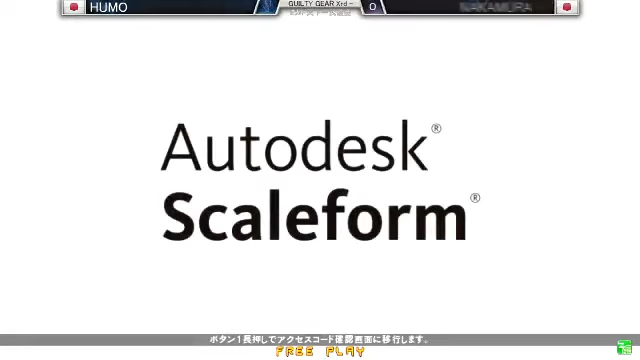 HUMO
GUILTY GEAR Xrd -
0
NAKAMURA
Autodesk®
Scaleform®
ボタン1長押しでアクセスコード確認画面に移行します。
FREE PLAY